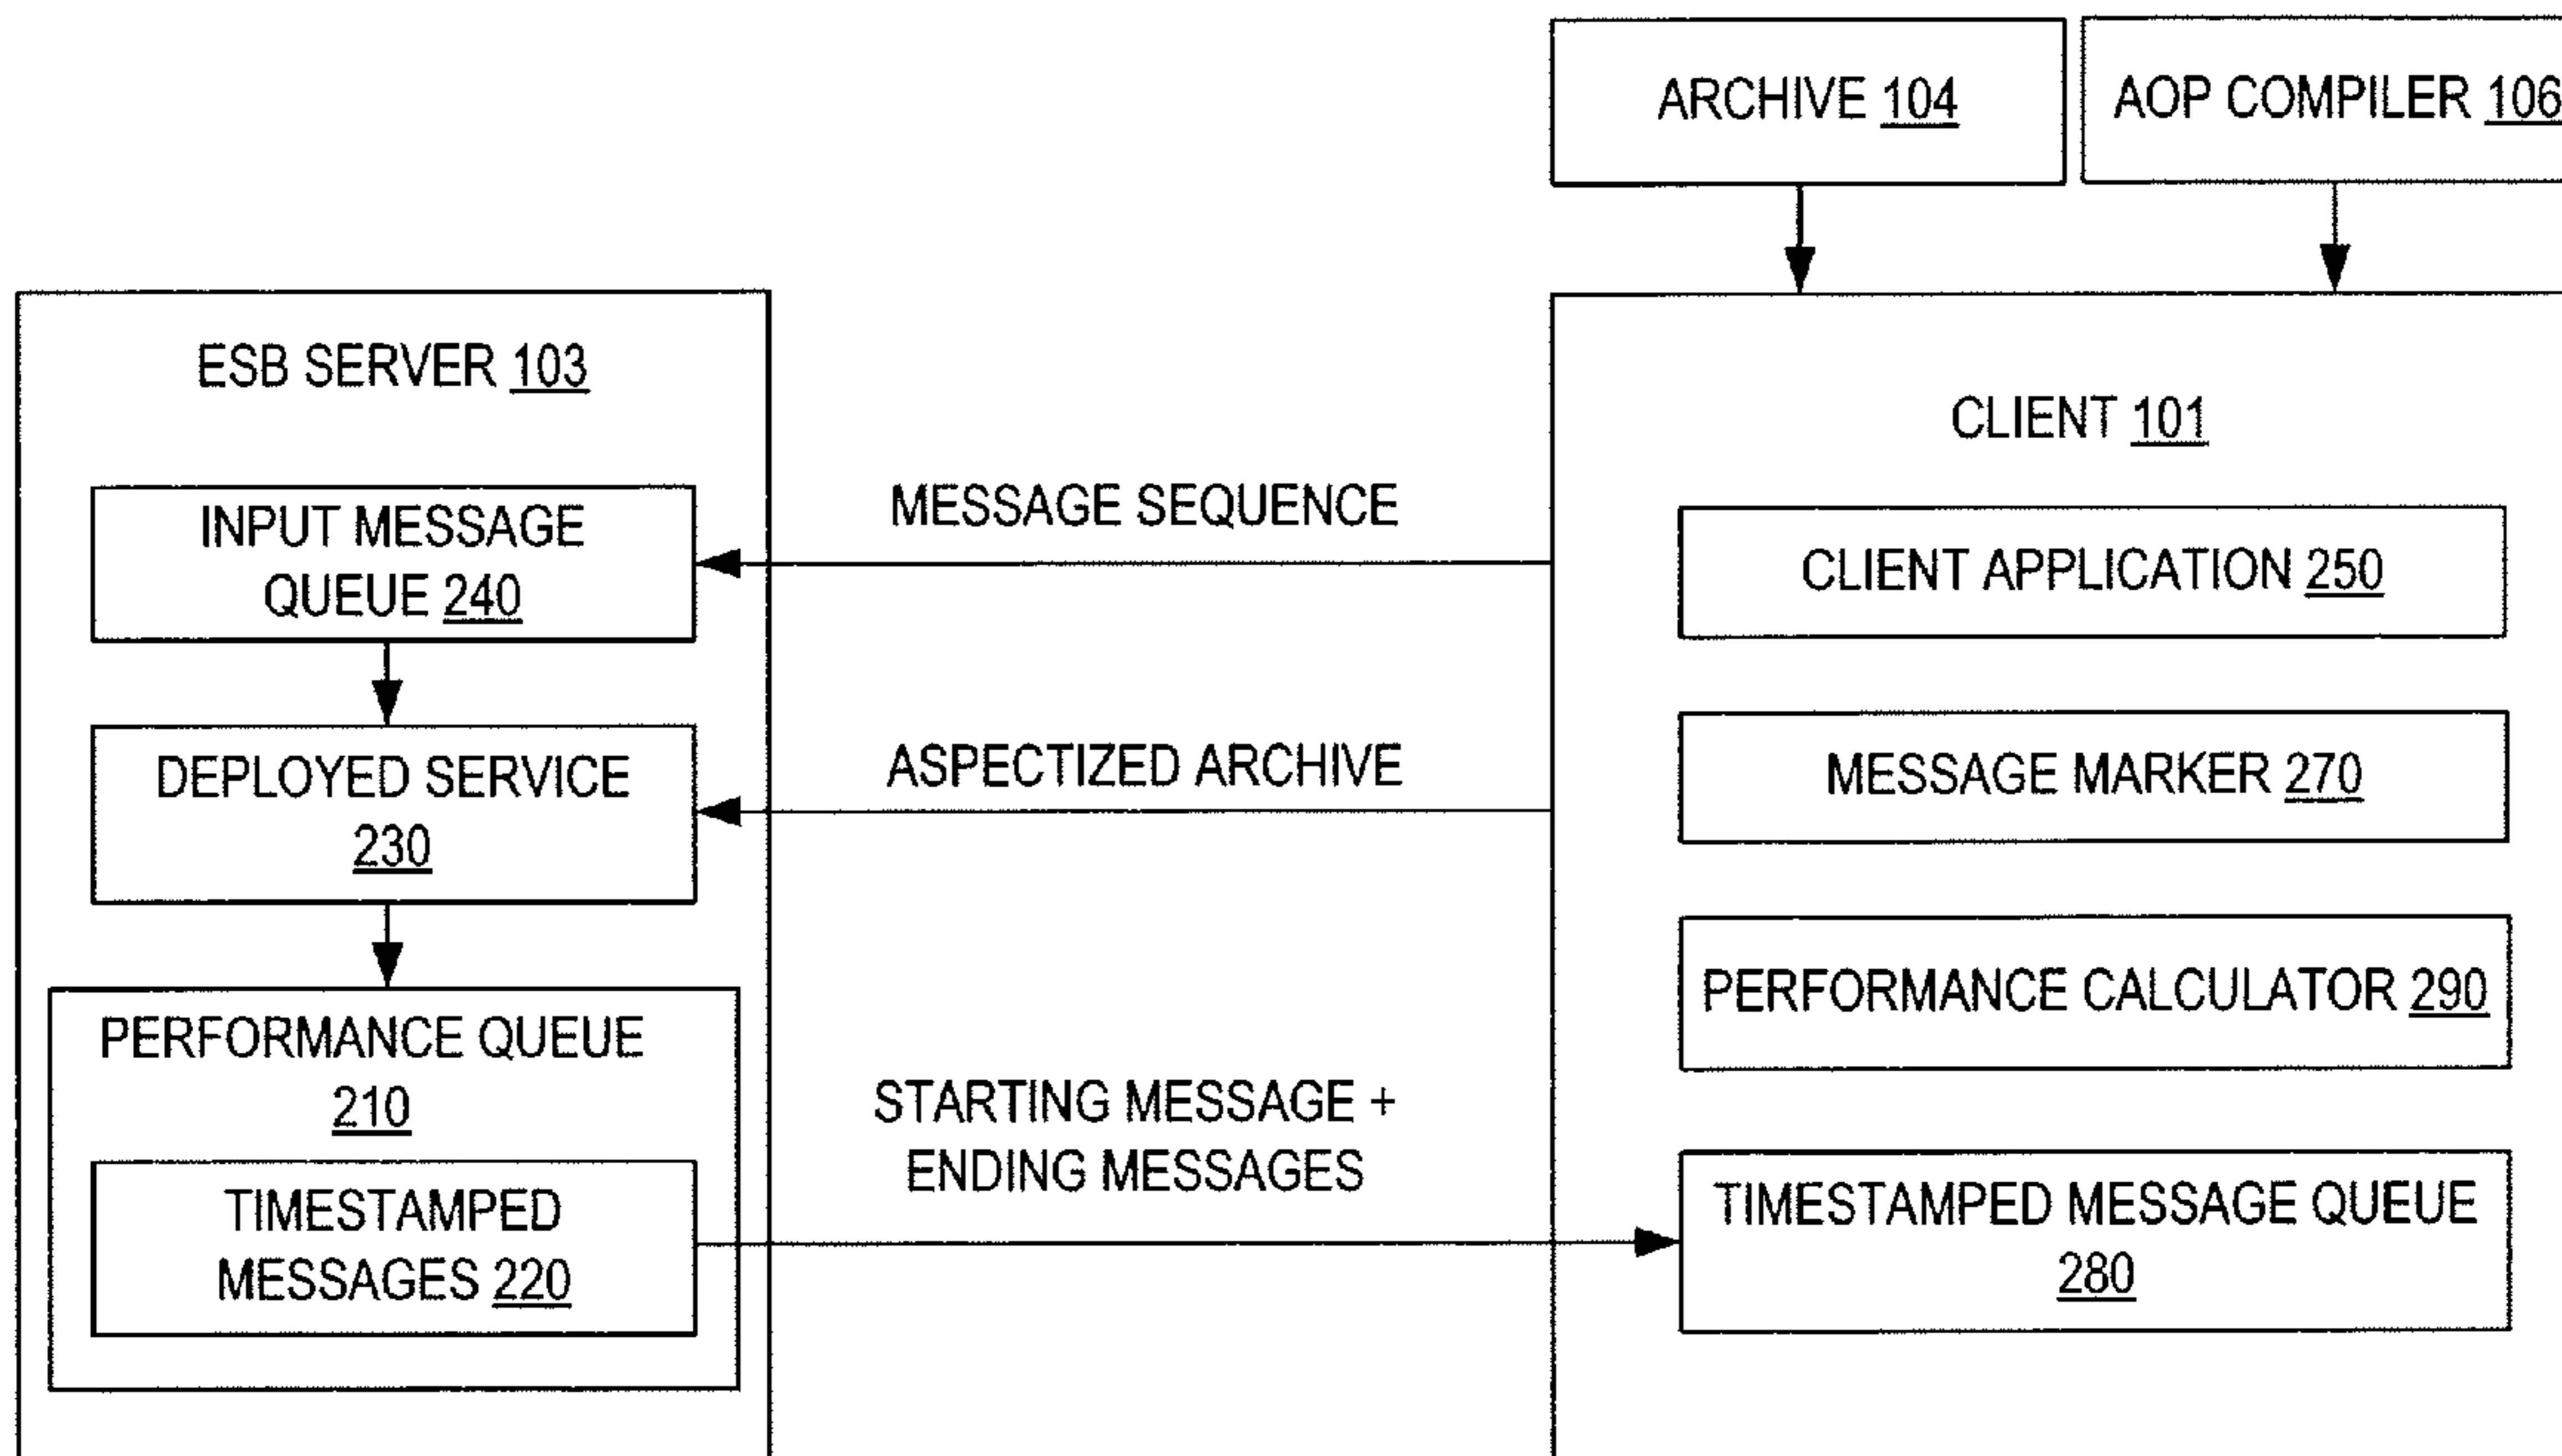 ARCHIVE 104
AOP COMPILER 106
ESB SERVER 103
INPUT MESSAGE
QUEUE 240
DEPLOYED SERVICE
230
PERFORMANCE QUEUE
210
TIMESTAMPED
MESSAGES 220
MESSAGE SEQUENCE
ASPECTIZED ARCHIVE
STARTING MESSAGE +
ENDING MESSAGES
CLIENT 101
CLIENT APPLICATION 250
MESSAGE MARKER 270
PERFORMANCE CALCULATOR 290
TIMESTAMPED MESSAGE QUEUE
280